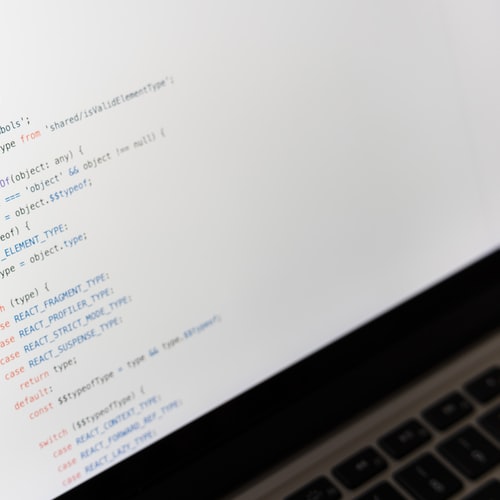 bols';
ype from 'shared/isValidElementType';
Of(object: any) {
=== 'object' && object !== null) {
= object.$$typeof;
eof) {
_ELEMENT_TYPE:
ype = object.type;
h (type) {
se REACT_FRAGMENT_TYPE:
se REACT_PROFILER_TYPE:
case REACT_STRICT_MODE_TYPE:
case REACT_SUSPENSE_TYPE:
return type;
default:
const $$typeofType = type && type.$$typeof;
switch ($$typeofType) {
case REACT_CONTEXT_TYPE:
case REACT_FORWARD_REF_TYPE:
case REACT_LAZY_TYPE: